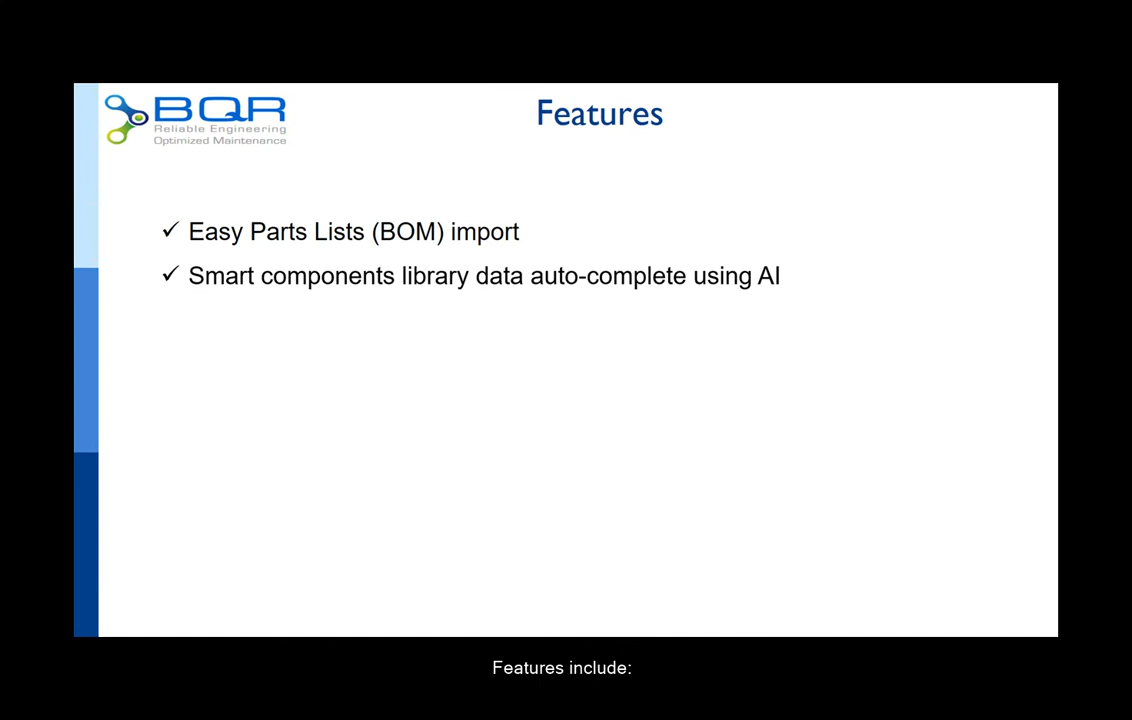 BQR
Reliable Engineering
Optimized Maintenance
Features
✓ Easy Parts Lists (BOM) import
✓ Smart components library data auto-complete using AI
Features include: